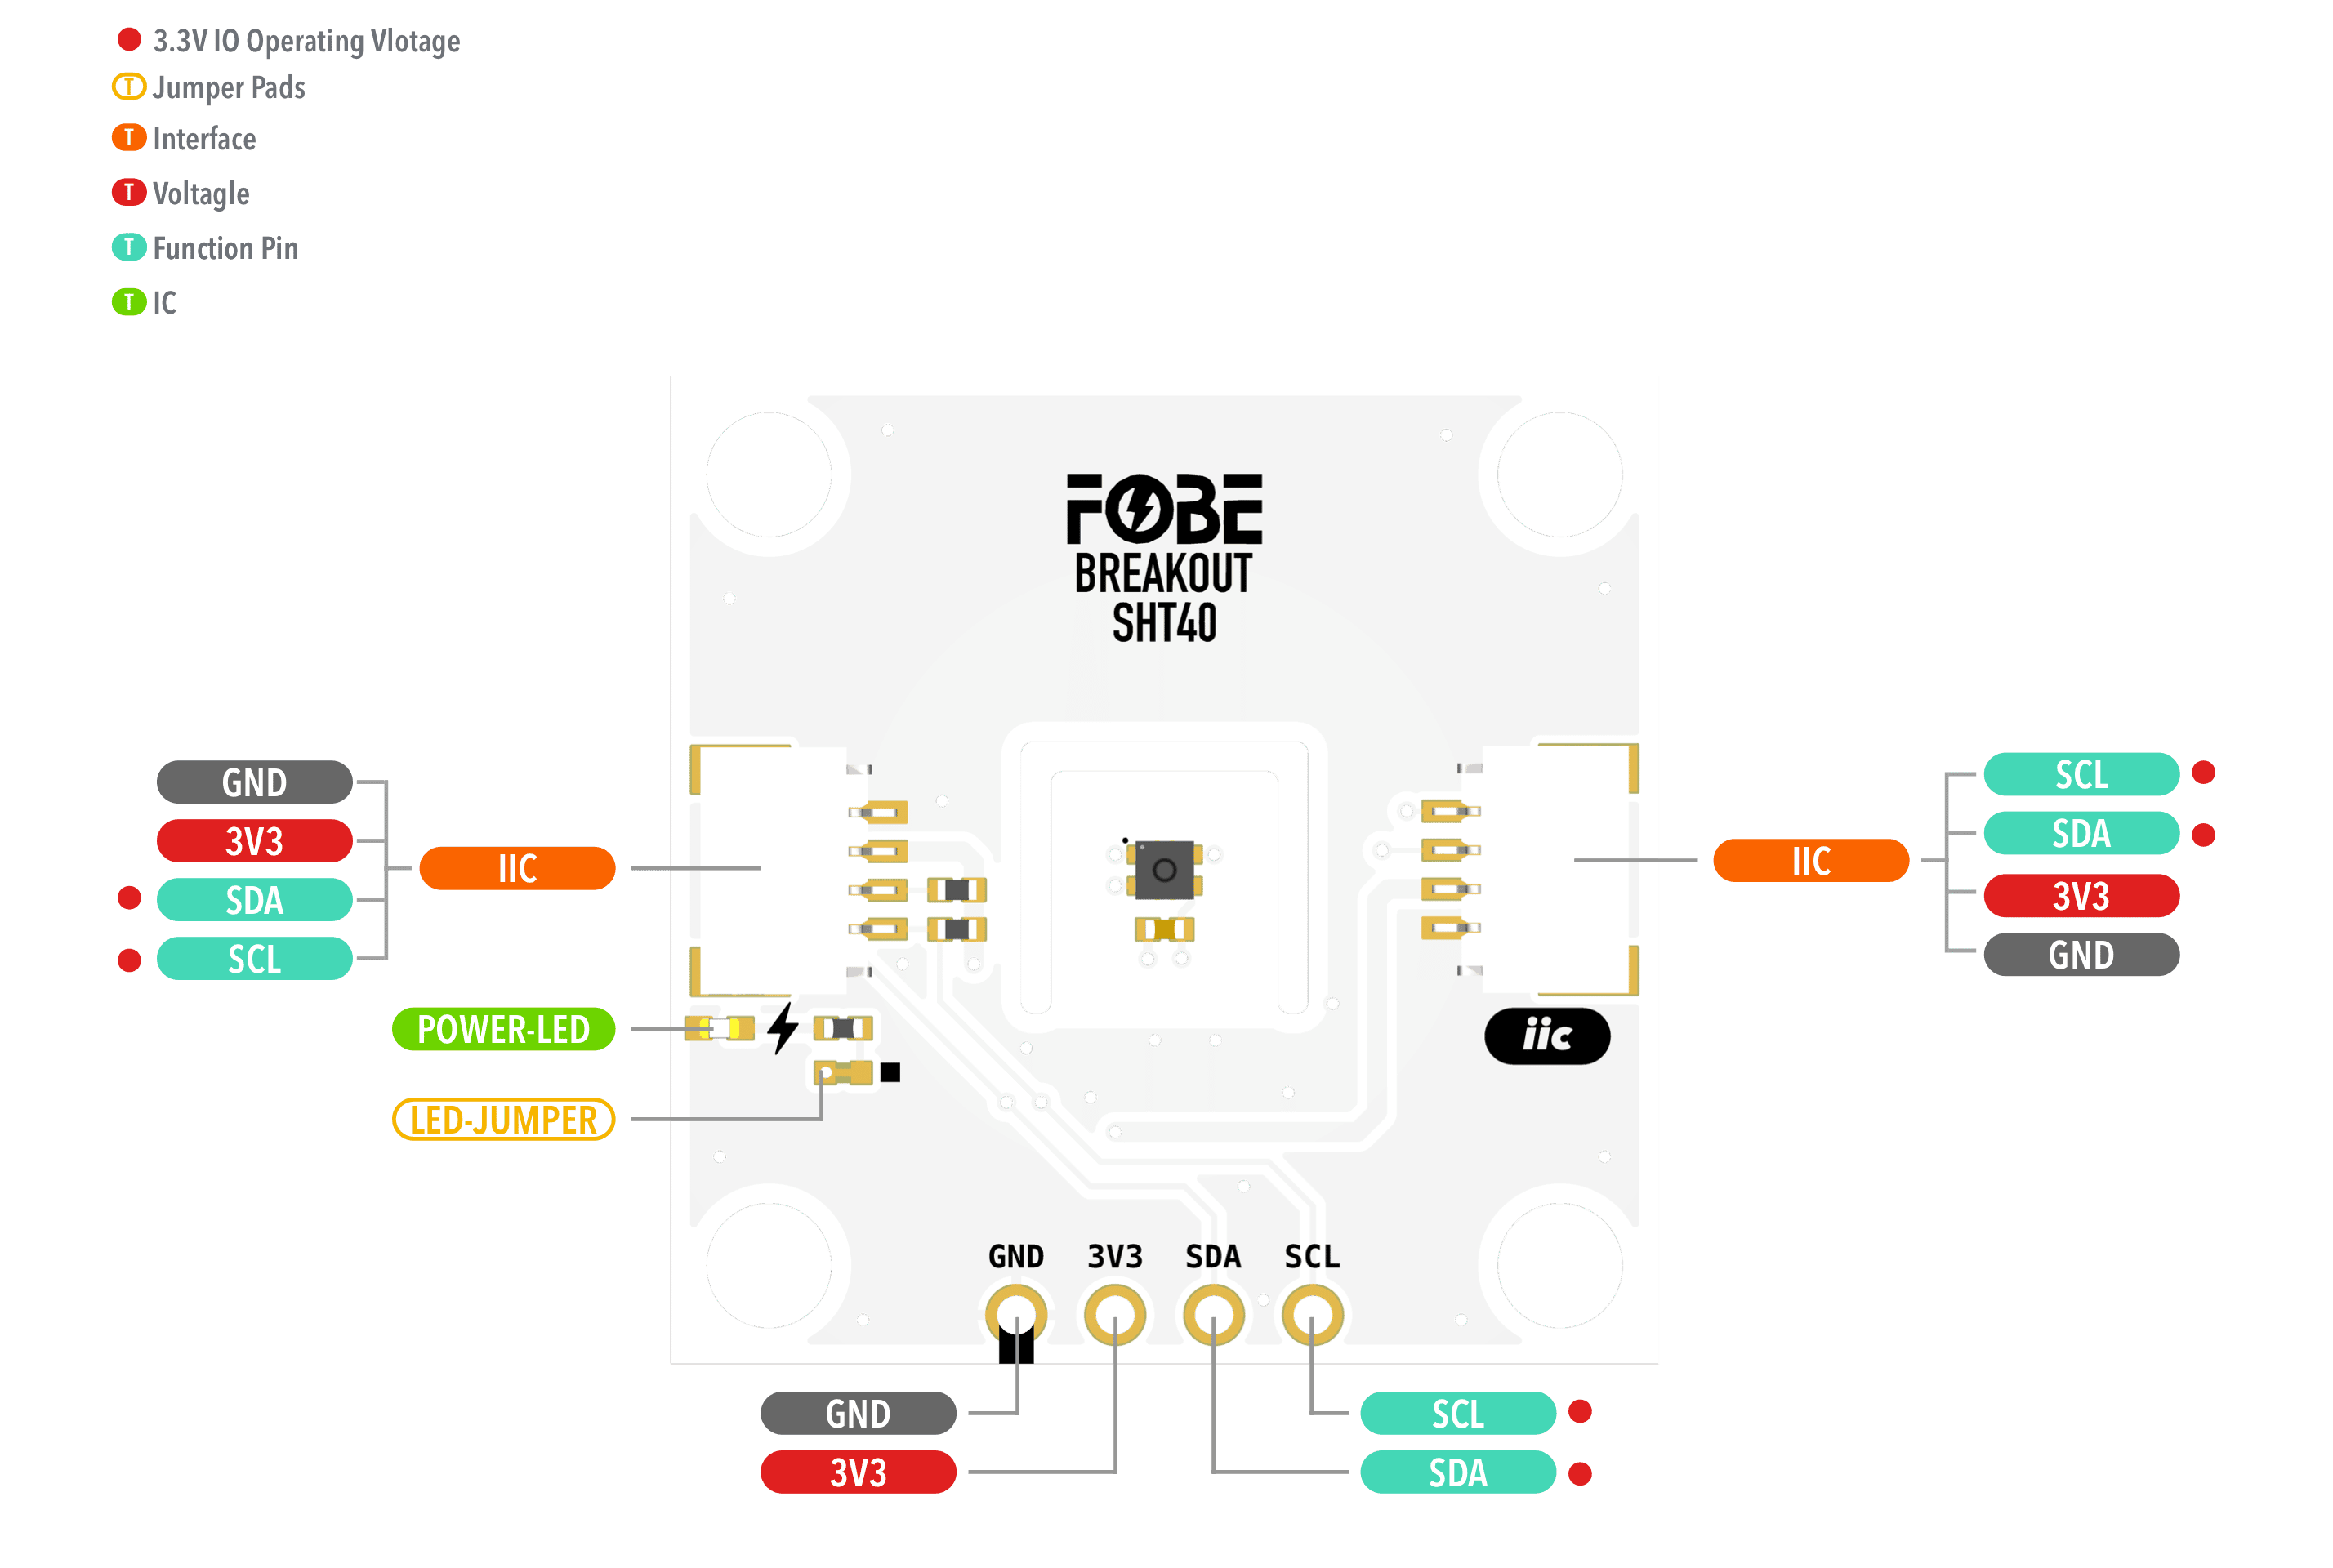 3.3V IO Operating Vlotage
T Jumper Pads
T Interface
T Voltagle
T Function Pin
T IC
FOBE
BREAKOUT
SHT40
GND
3V3
SDA
SCL
IIC
POWER-LED
LED-JUMPER
IIC
SCL
SDA
3V3
GND
iic
GND 3V3 SDA SCL
GND
3V3
SCL
SDA